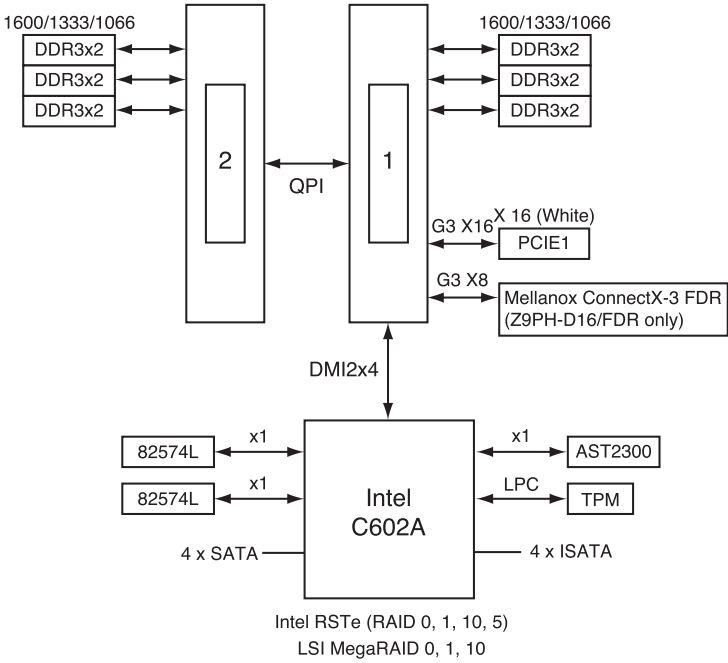 1600/1333/1066
DDR3x2
DDR3x2
DDR3x2
2
QPI
1
1600/1333/1066
DDR3x2
DDR3x2
DDR3x2
X 16 (White)
G3 X16
PCIE1
G3 X8
Mellanox ConnectX-3 FDR
(Z9PH-D16/FDR only)
DMI2x4
82574L
x1
82574L
x1
4 x SATA
Intel
C602A
x1
AST2300
LPC
TPM
4 x ISATA
Intel RSTe (RAID 0, 1, 10, 5)
LSI MegaRAID 0, 1, 10